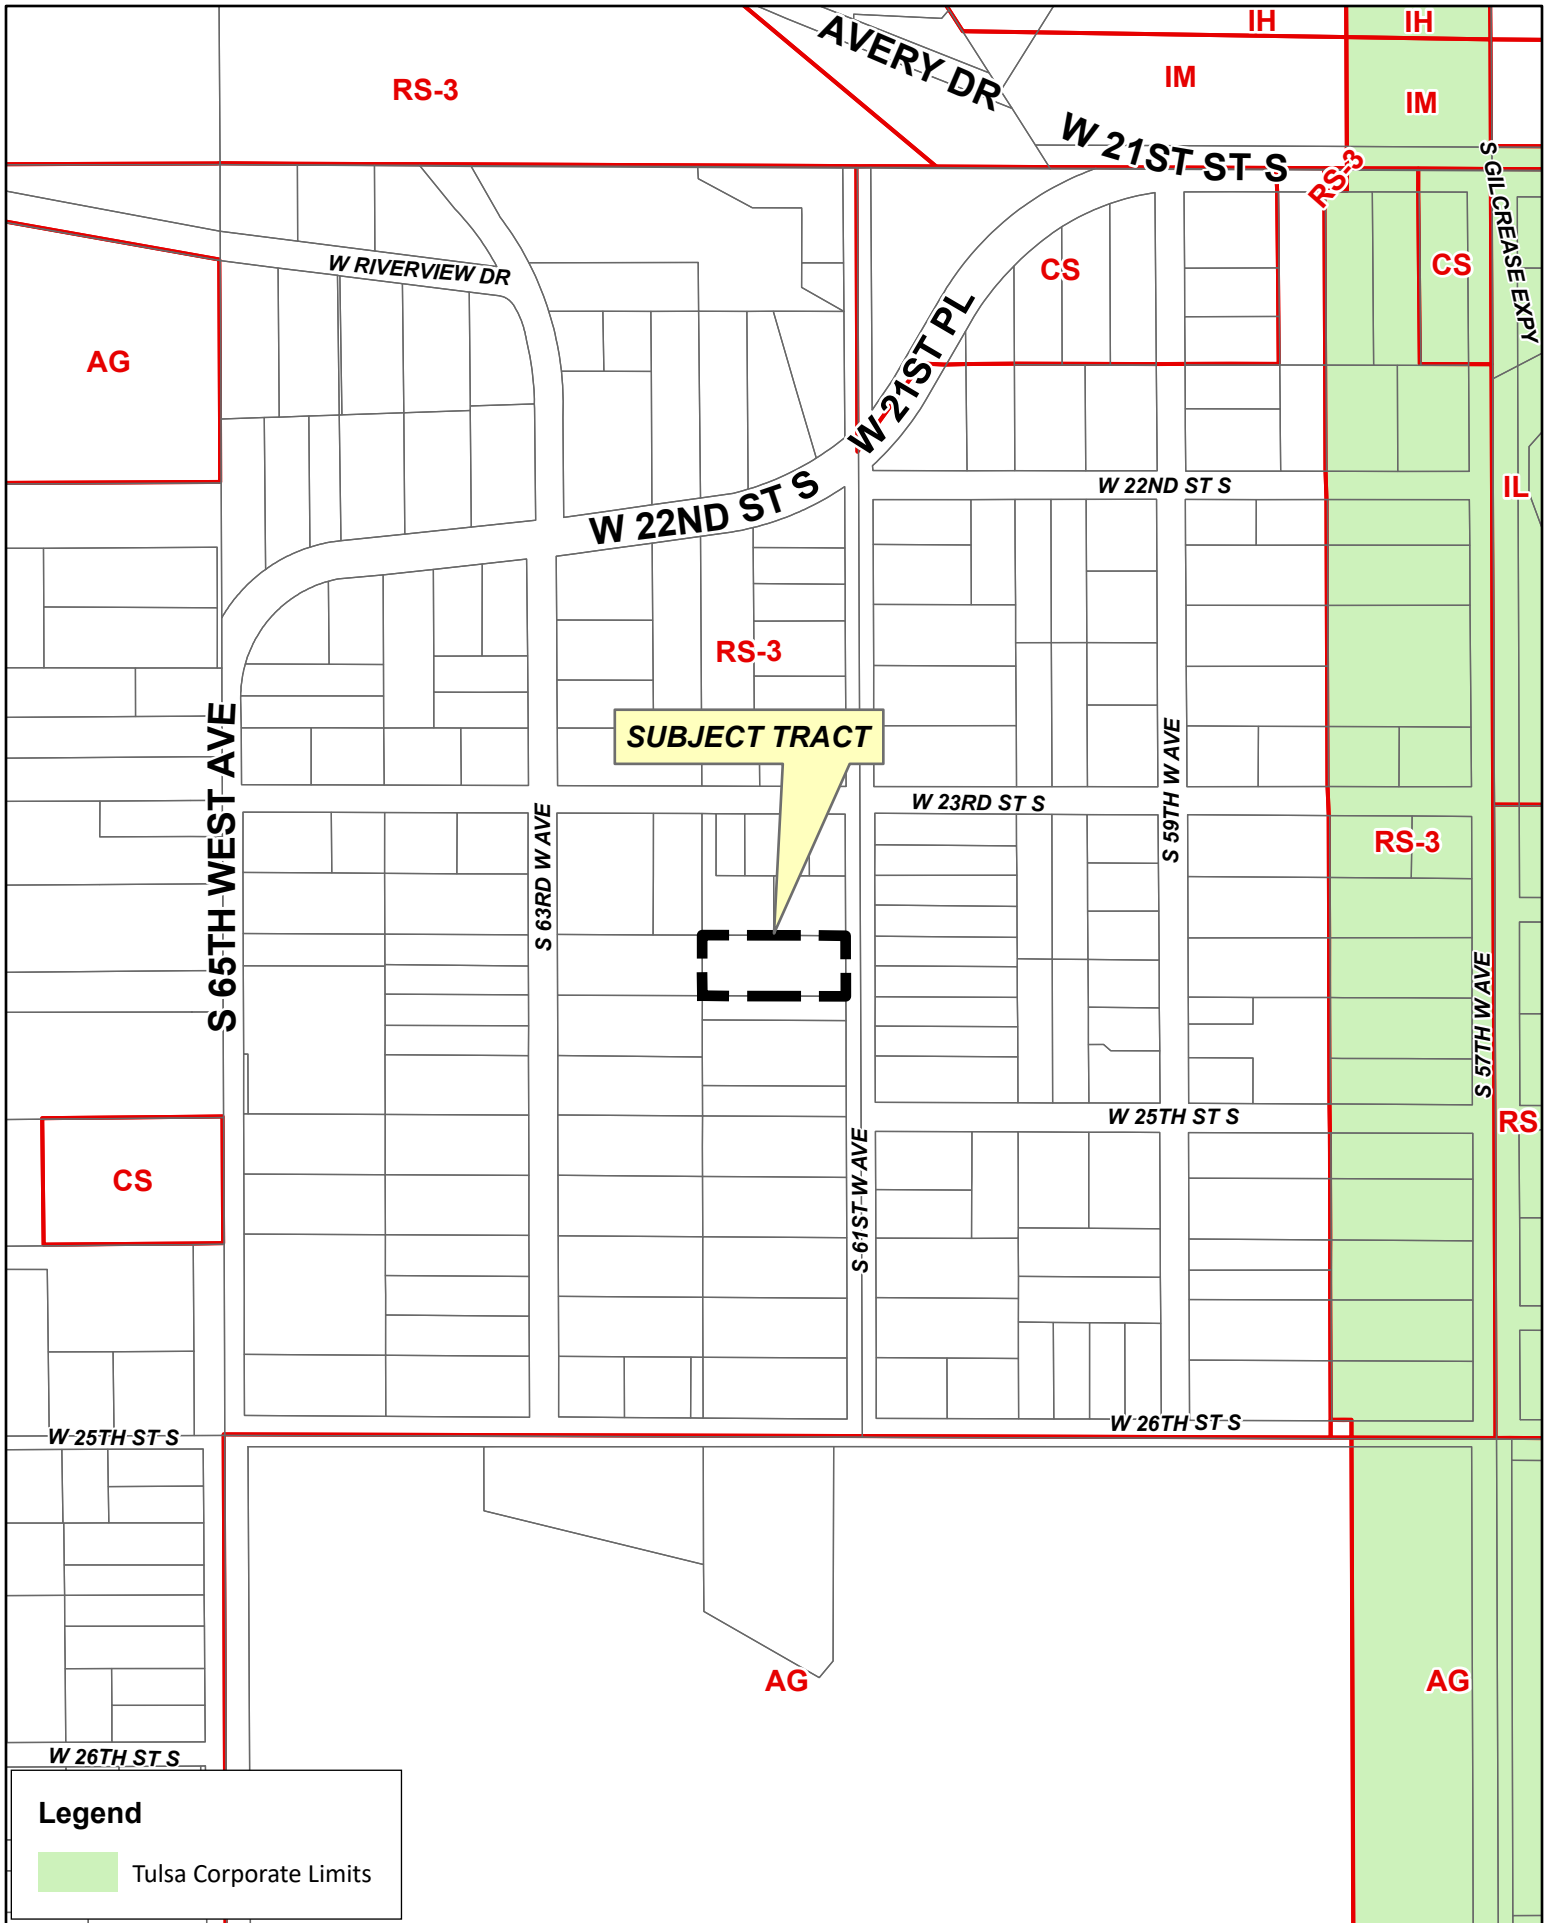 IH
IH
AVERY DR
RS-3
IM
IM
W 21ST ST S
RS-3
S GILCREASE EXPY
W RIVERVIEW DR
CS
CS
AG
W 21ST PL
W 22ND ST S
W 22ND ST S
IL
RS-3
SUBJECT TRACT
S 65TH WEST AVE
S 59TH W AVE
W 23RD ST S
S 63RD W AVE
RS-3
S 57TH W AVE
W 25TH ST S
RS
CS
S 61ST W AVE
W 25TH ST S
W 26TH ST S
AG
AG
W 26TH ST S
Legend
Tulsa Corporate Limits